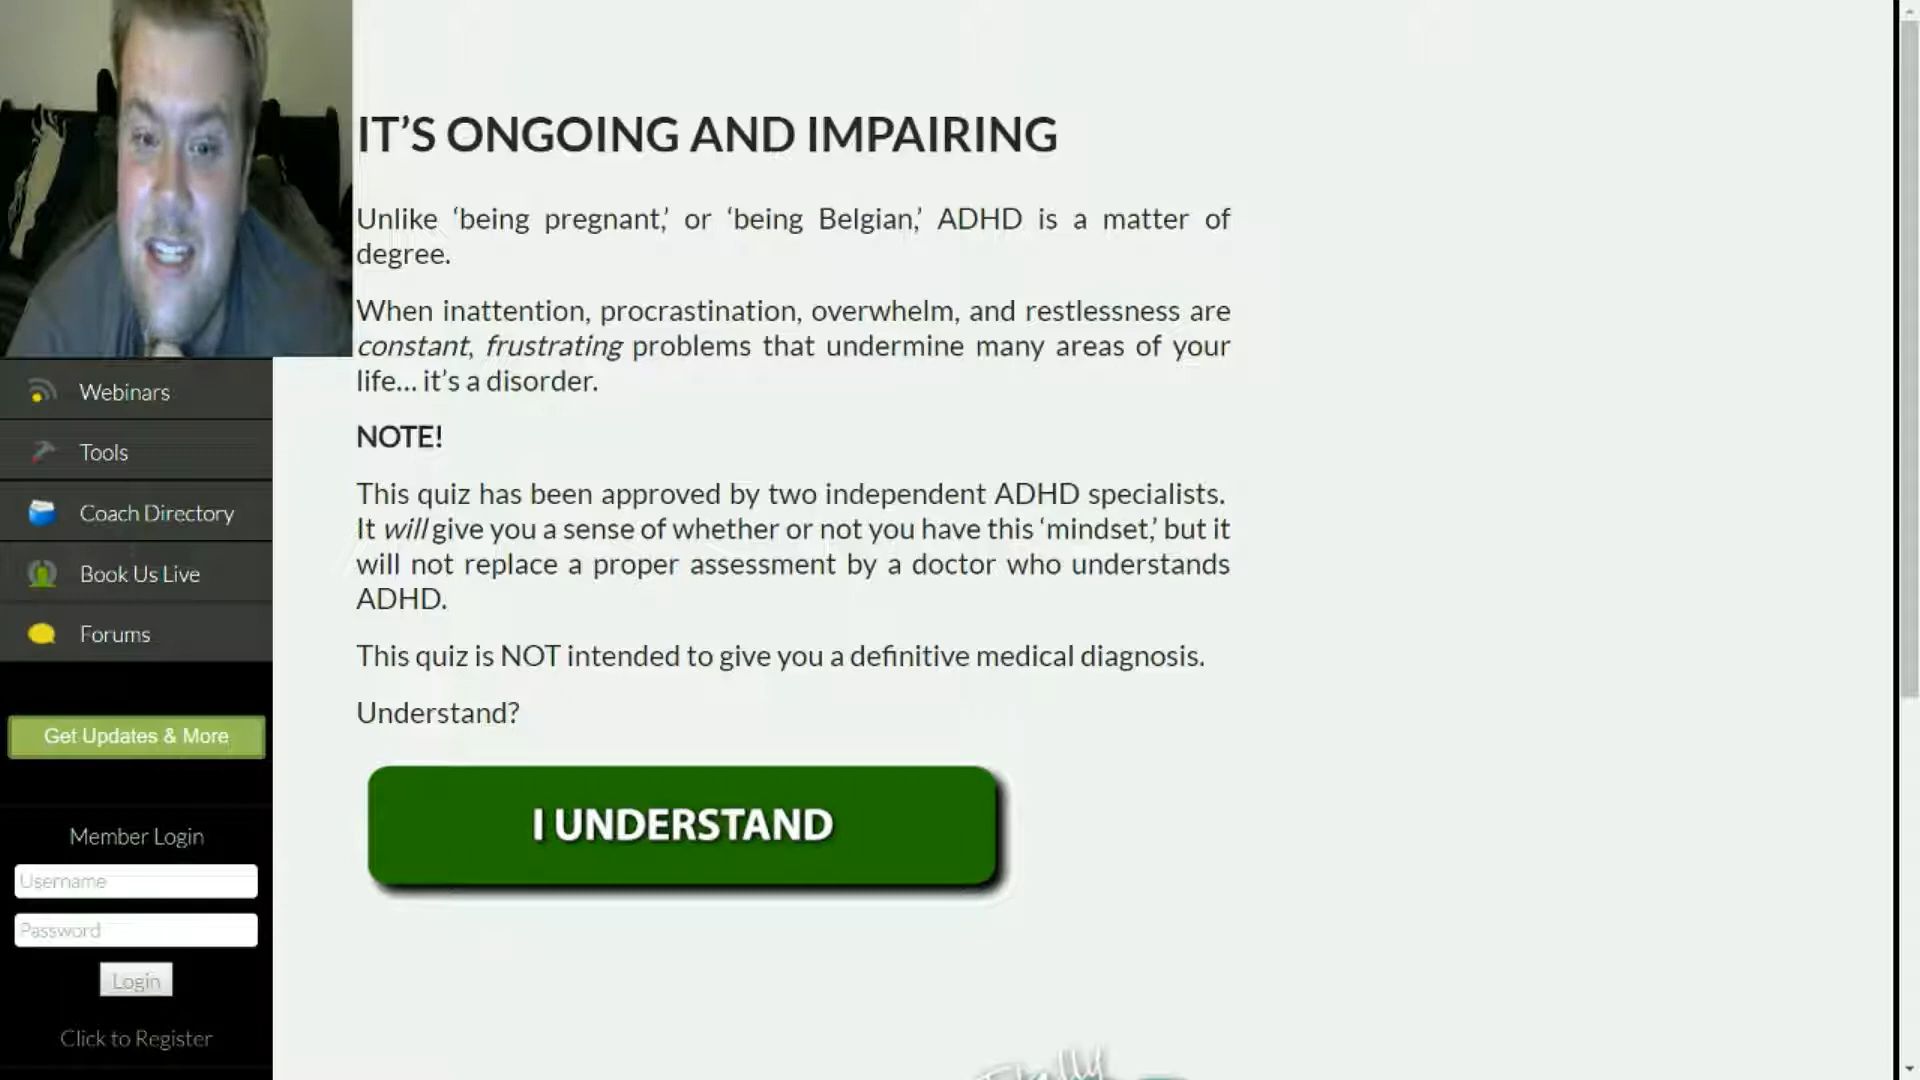 IT’S ONGOING AND IMPAIRING
Unlike ‘being pregnant,’ or ‘being Belgian,’ ADHD is a matter of
degree.
When inattention, procrastination, overwhelm, and restlessness are
constant, frustrating problems that undermine many areas of your
life... it’s a disorder.
NOTE!
This quiz has been approved by two independent ADHD specialists.
It will give you a sense of whether or not you have this ‘mindset,’ but it
will not replace a proper assessment by a doctor who understands
ADHD.
This quiz is NOT intended to give you a definitive medical diagnosis.
Understand?
I UNDERSTAND
Webinars
Tools
Coach Directory
Book Us Live
Forums
Get Updates & More
Member Login
Username
Password
Login
Click to Register